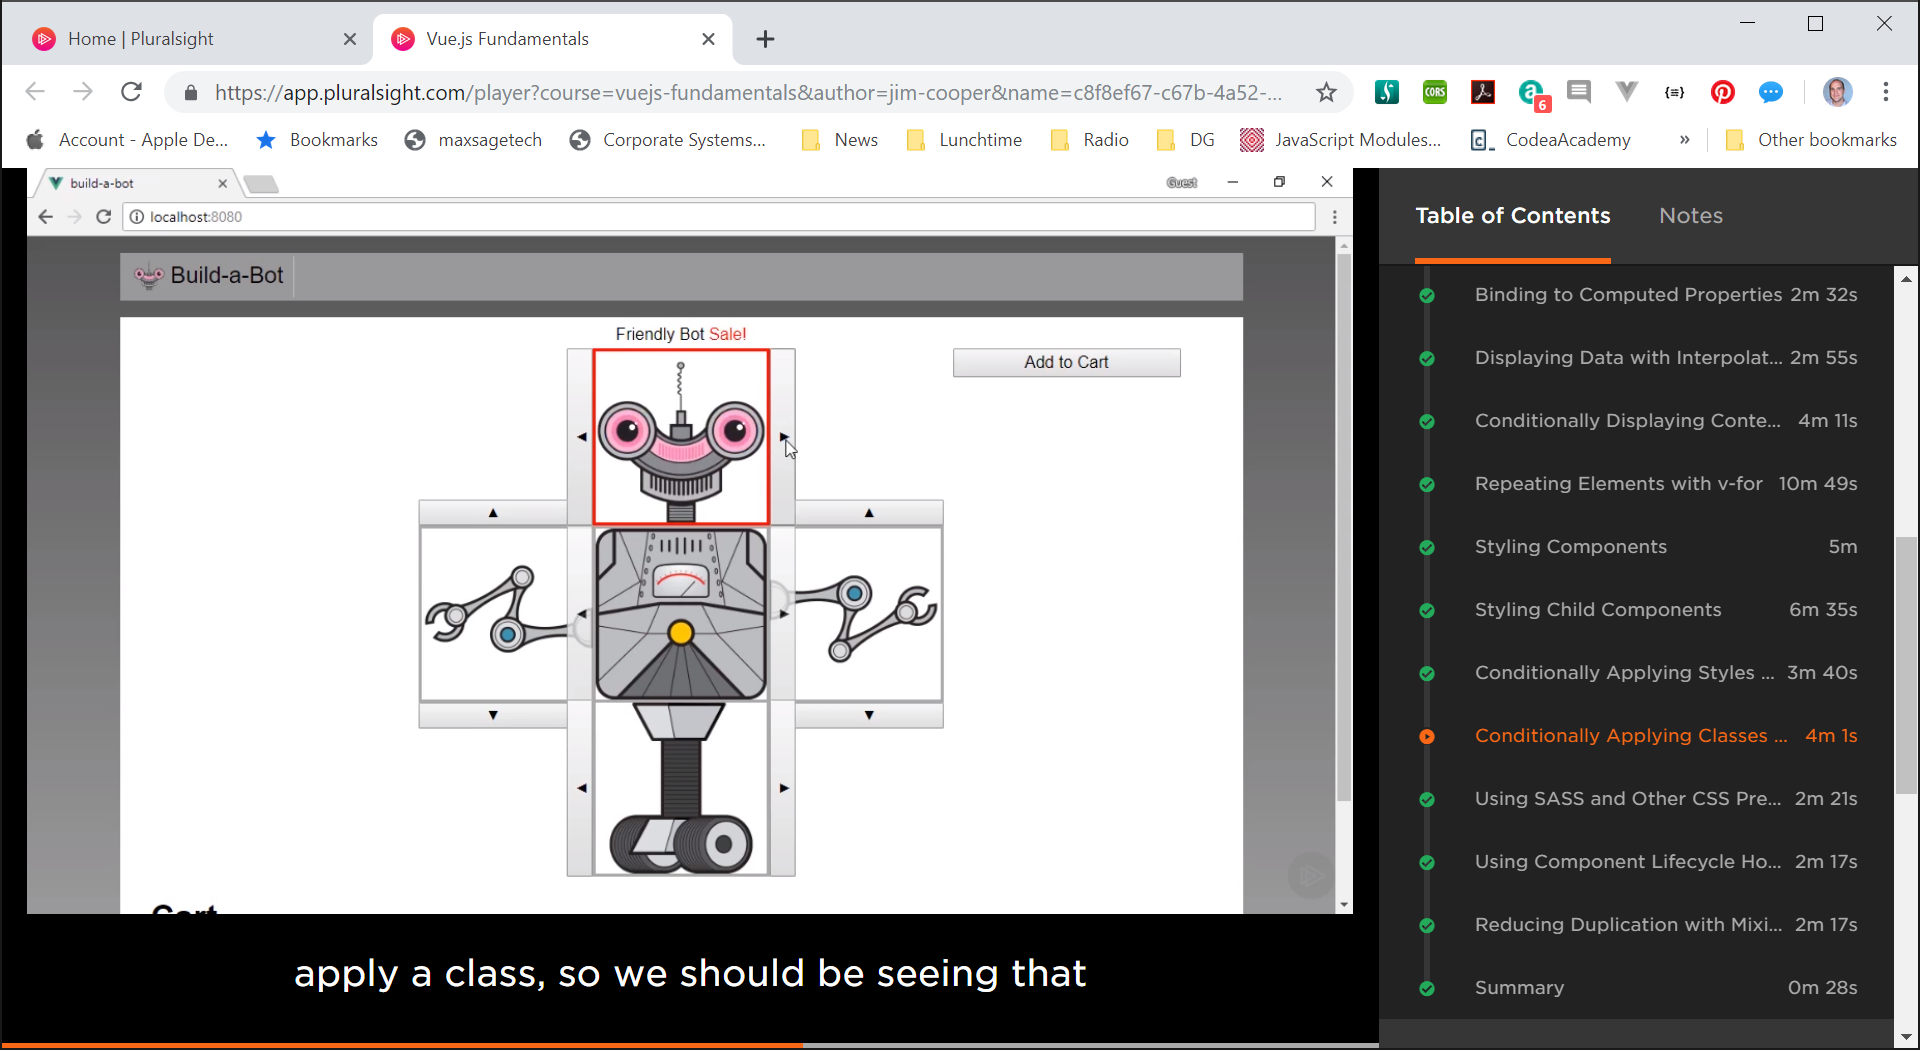 Home | Pluralsight
Vue.js Fundamentals
https://app.pluralsight.com/player?course=vuejs-fundamentals&author=jim-cooper&name=c8f8ef67-c67b-4a52-...
CORS
a
6
{≡}
Account - Apple De...
Bookmarks
maxsagetech
Corporate Systems...
News
Lunchtime
Radio
DG
JavaScript Modules...
CodeaAcademy
»
Other bookmarks
build-a-bot
Guest
localhost:8080
Build-a-Bot
Friendly Bot Sale!
Add to Cart
Cart
apply a class, so we should be seeing that
Table of Contents
Notes
Binding to Computed Properties 2m 32s
Displaying Data with Interpolat... 2m 55s
Conditionally Displaying Conte... 4m 11s
Repeating Elements with v-for 10m 49s
Styling Components 5m
Styling Child Components 6m 35s
Conditionally Applying Styles ... 3m 40s
Conditionally Applying Classes ... 4m 1s
Using SASS and Other CSS Pre... 2m 21s
Using Component Lifecycle Ho... 2m 17s
Reducing Duplication with Mixi... 2m 17s
Summary 0m 28s